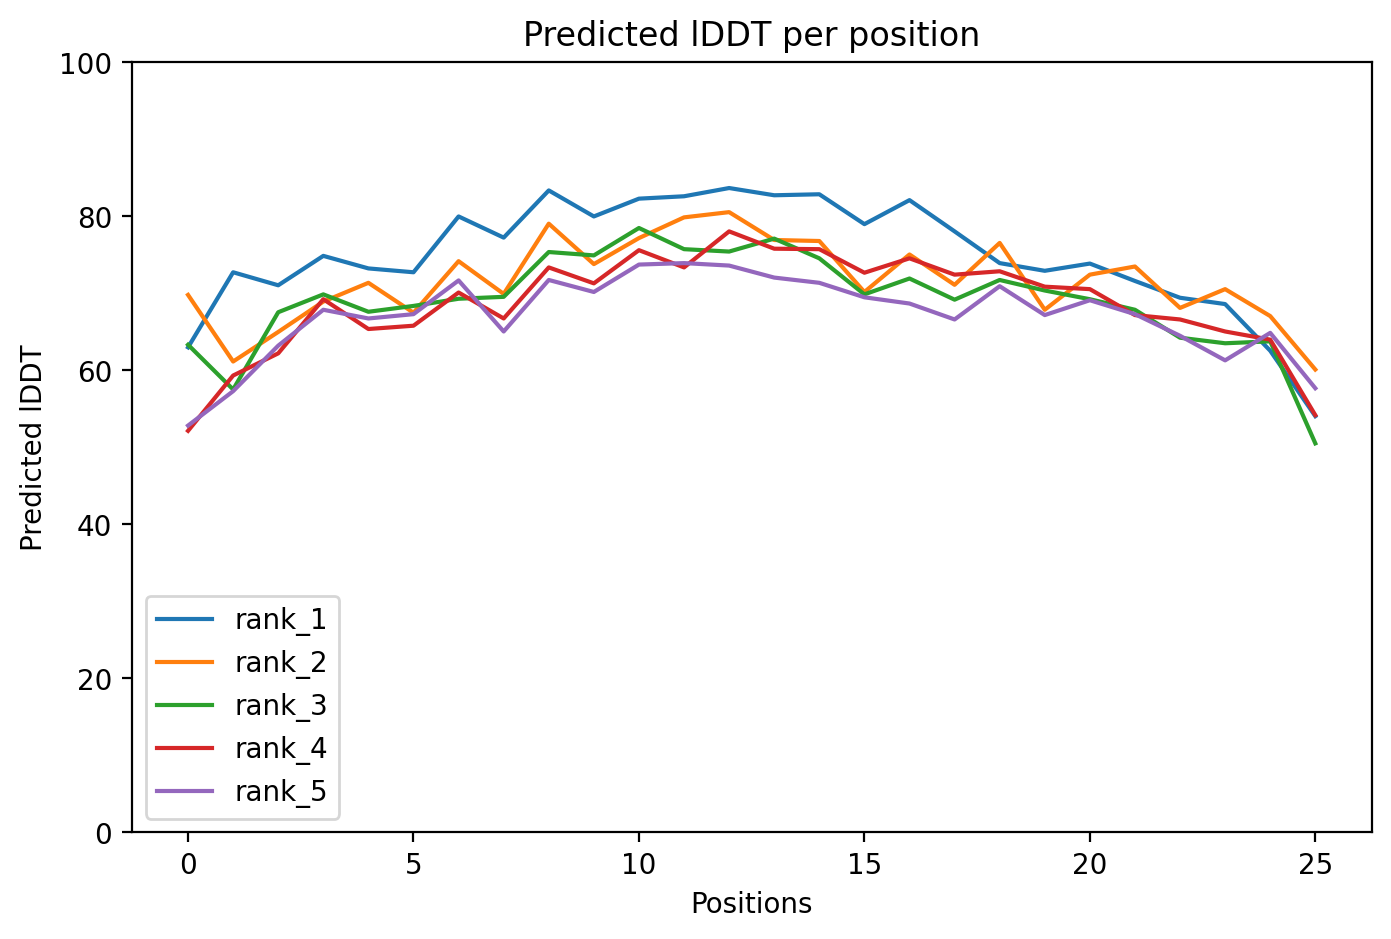 Predicted lDDT per position
100
80
60
40
20
0
Predicted lDDT
rank_1
rank_2
rank_3
rank_4
rank_5
0 5 10 15 20 25
Positions